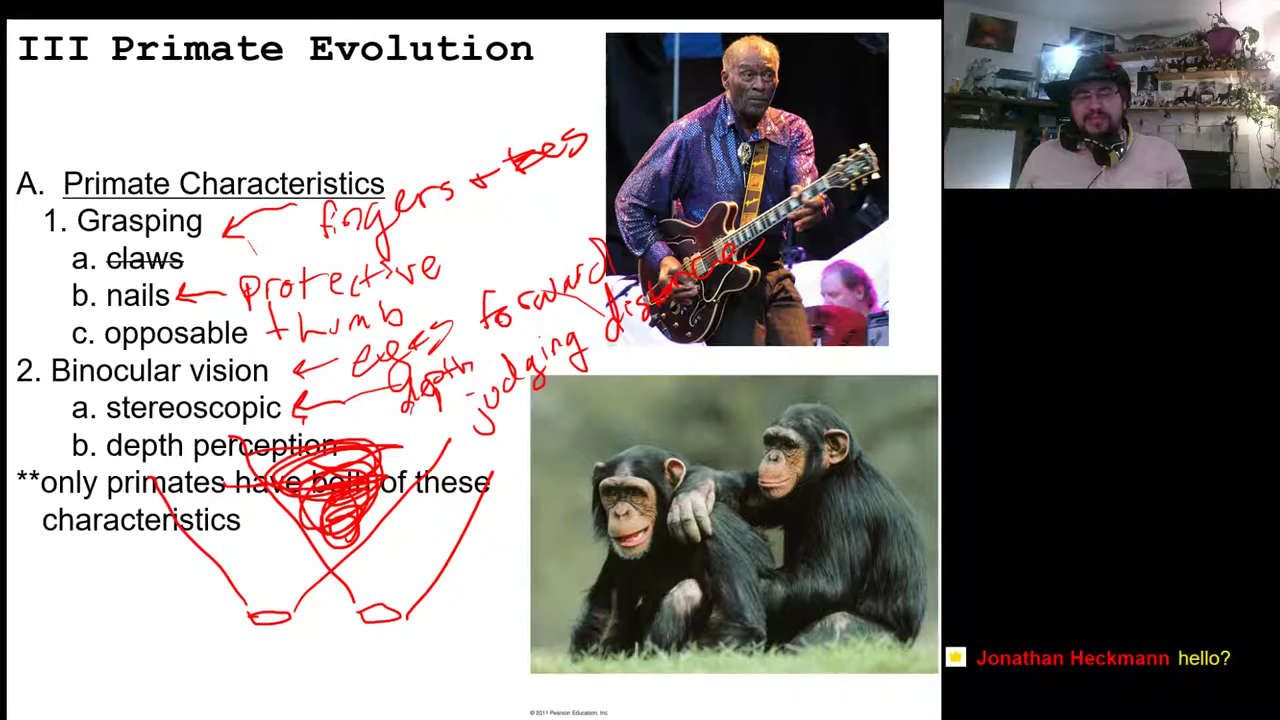 III Primate Evolution
A. Primate Characteristics
1. Grasping
fingers + toes
a. claws
b. nails
protective
c. opposable
thumb
2. Binocular vision
eyes forward
a. stereoscopic
depth
judging distance
b. depth perception
**only primates have both of these
characteristics
© 2011 Pearson Education, Inc.
Jonathan Heckmann hello?